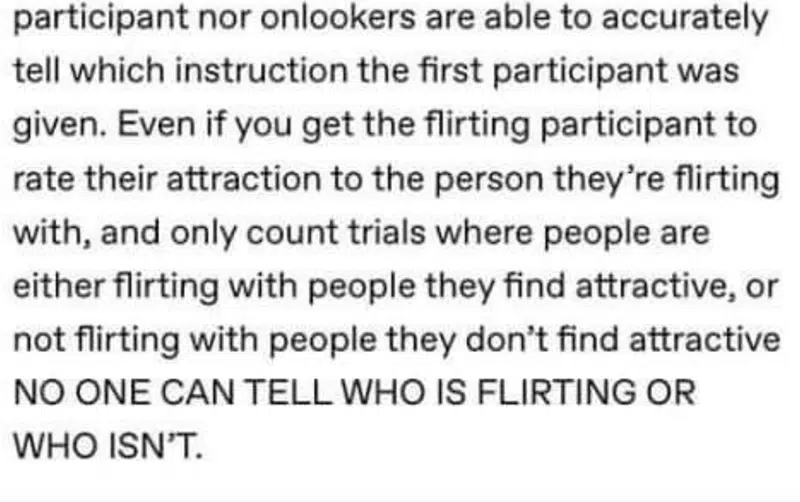 participant nor onlookers are able to accurately
tell which instruction the first participant was
given. Even if you get the flirting participant to
rate their attraction to the person they’re flirting
with, and only count trials where people are
either flirting with people they find attractive, or
not flirting with people they don’t find attractive
NO ONE CAN TELL WHO IS FLIRTING OR
WHO ISN’T.